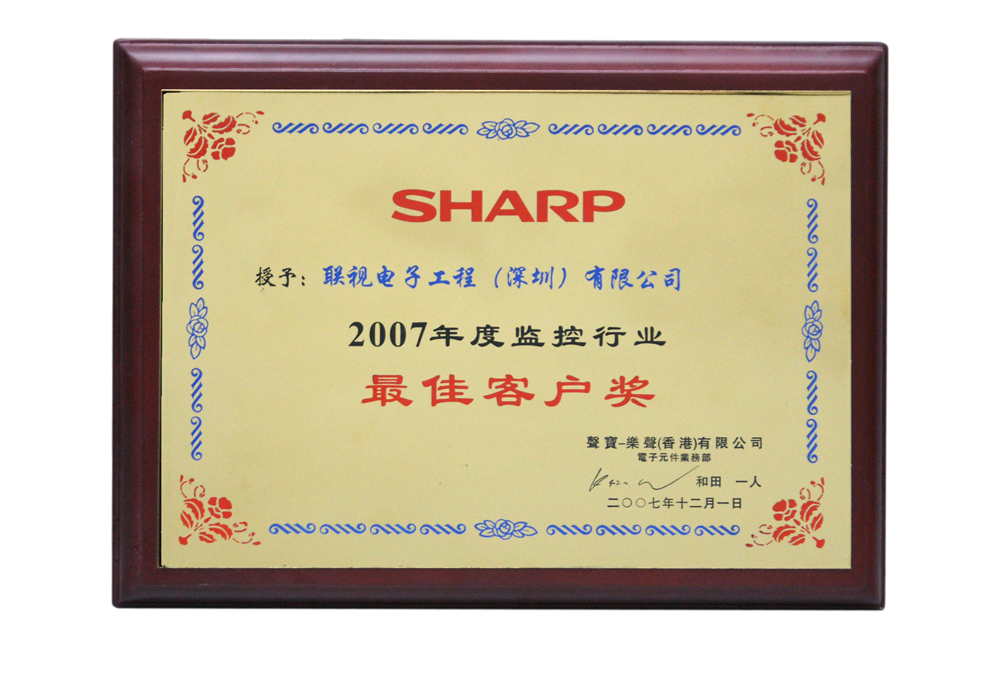 SHARP
授予：联视电子工程（深圳）有限公司
2007年度监控行业
最佳客户奖
聲寶–樂聲(香港)有限公司
電子元件業務部
和田 一人
二〇〇七年十二月一日